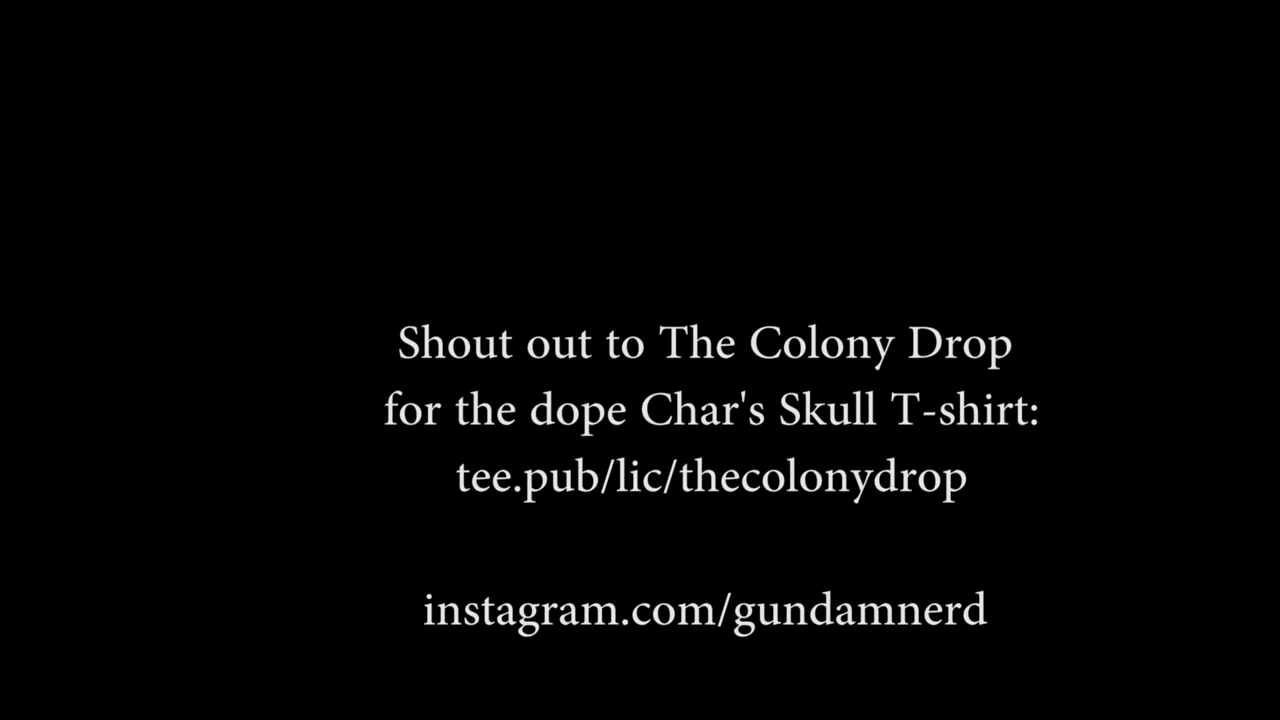 Shout out to The Colony Drop
for the dope Char's Skull T-shirt:
tee.pub/lic/thecolonydrop
instagram.com/gundamnerd